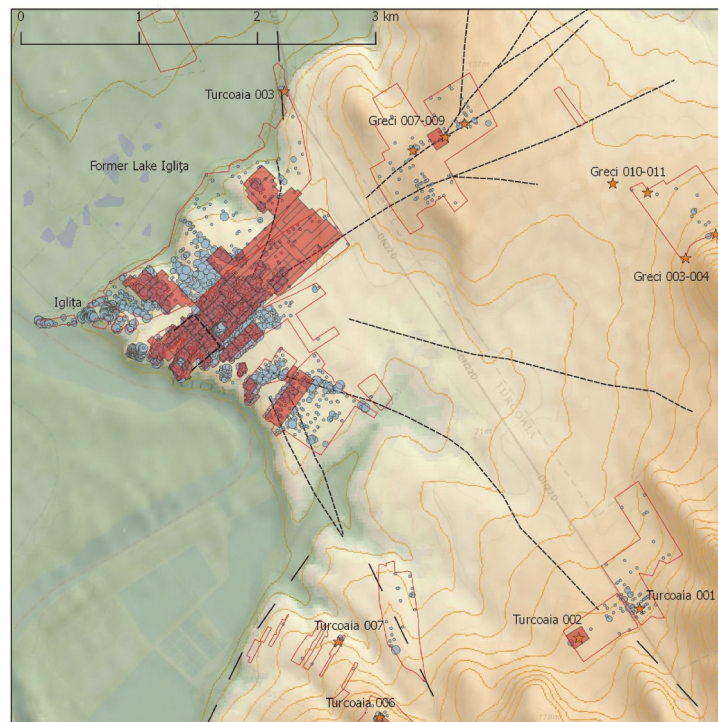 0
1
2
3 km
Turcoaia 003
Greci 007-009
Former Lake Iglița
Greci 010-011
Greci 003-004
Iglița
TURCOAIA
Turcoaia 001
Turcoaia 002
Turcoaia 007
Turcoaia 006